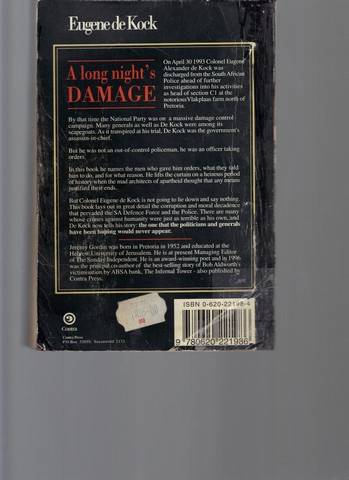 Eugene de Kock
A long night's
DAMAGE
On April 30 1993 Colonel Eugene
Alexander de Kock was
discharged from the South African
Police ahead of further
investigations into his activities
as head of section C1 at the
notorious Vlakplaas farm north of
Pretoria.
By that time the National Party was on a massive damage control
campaign. Many generals as well as De Kock were among its
scapegoats. As it transpired at his trial, De Kock was the government's
assassin-in-chief.
But he was not an out-of-control policeman, he was an officer taking
orders.
In this book he names the men who gave him orders, what they told
him to do, and for what reason. He lifts the curtain on a heinous period
of history when the mad architects of apartheid thought that any means
justified their ends.
But Colonel Eugene de Kock is not going to lie down and say nothing.
This book lays out in great detail the corruption and moral decadence
that pervaded the SA Defence Force and the Police. There are many
whose crimes against humanity were just as terrible as his own, and
De Kock now tells his story: the one that the politicians and generals
have been hoping would never appear.
Jeremy Gordin was born in Pretoria in 1952 and educated at the
Hebrew University of Jerusalem. He is at present Managing Editor
of The Sunday Independent. He is an award-winning poet and in 1996
was the principal co-author of the best-selling story of Bob Aldworth's
victimisation by ABSA bank, The Infernal Tower - also published by
Contra Press.
Contra
Contra Press
ISBN 0-620-22198-4
9 780620 221986